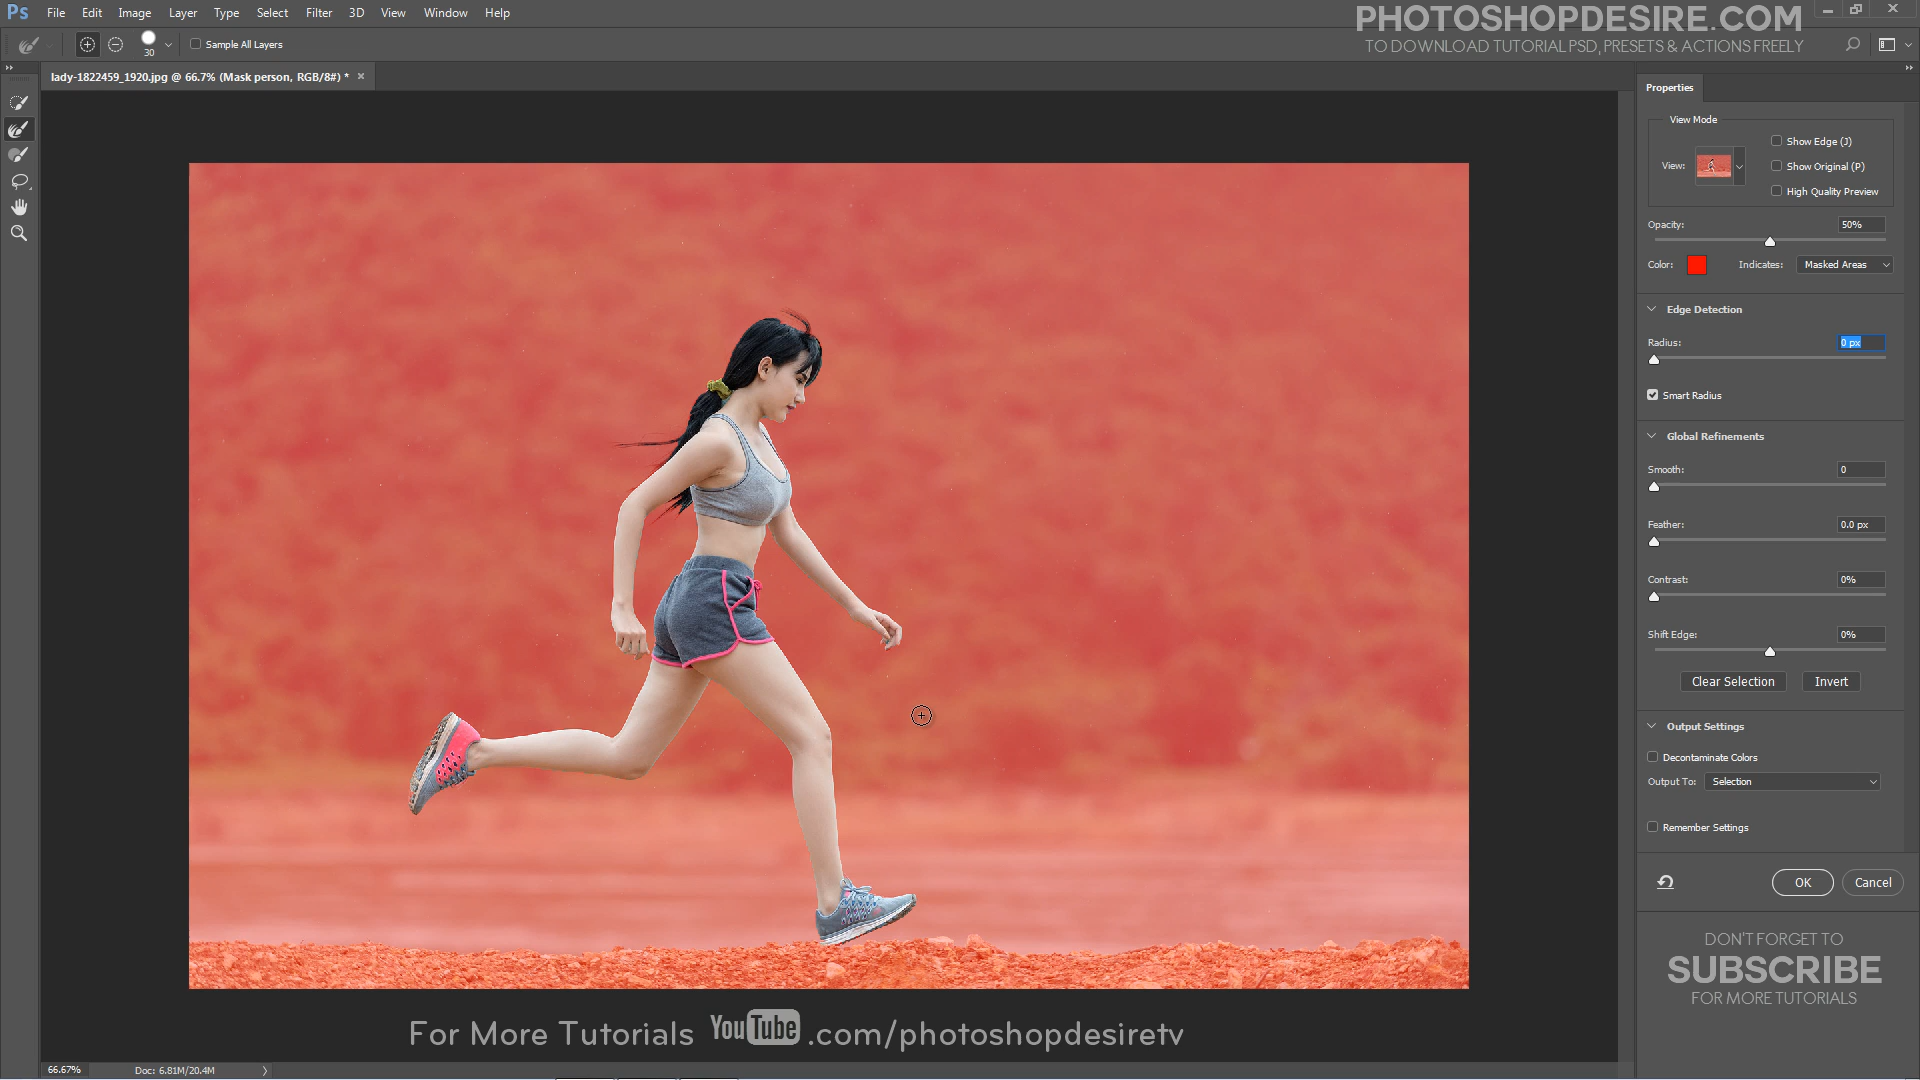 Ps File Edit Image Layer Type Select Filter 3D View Window Help
PHOTOSHOPDESIRE.COM
TO DOWNLOAD TUTORIAL PSD, PRESETS & ACTIONS FREELY
30
Sample All Layers
lady-1822459_1920.jpg @ 66.7% (Mask person, RGB/8#) *
Properties
View Mode
Show Edge (J)
View:
Show Original (P)
High Quality Preview
Opacity: 50%
Color: Indicates: Masked Areas
Edge Detection
Radius: 0 px
Smart Radius
Global Refinements
Smooth: 0
Feather: 0.0 px
Contrast: 0%
Shift Edge: 0%
Clear Selection Invert
Output Settings
Decontaminate Colors
Output To: Selection
Remember Settings
OK Cancel
DON'T FORGET TO
SUBSCRIBE
FOR MORE TUTORIALS
For More Tutorials YouTube.com/photoshopdesiretv
66.67% Doc: 6.81M/20.4M